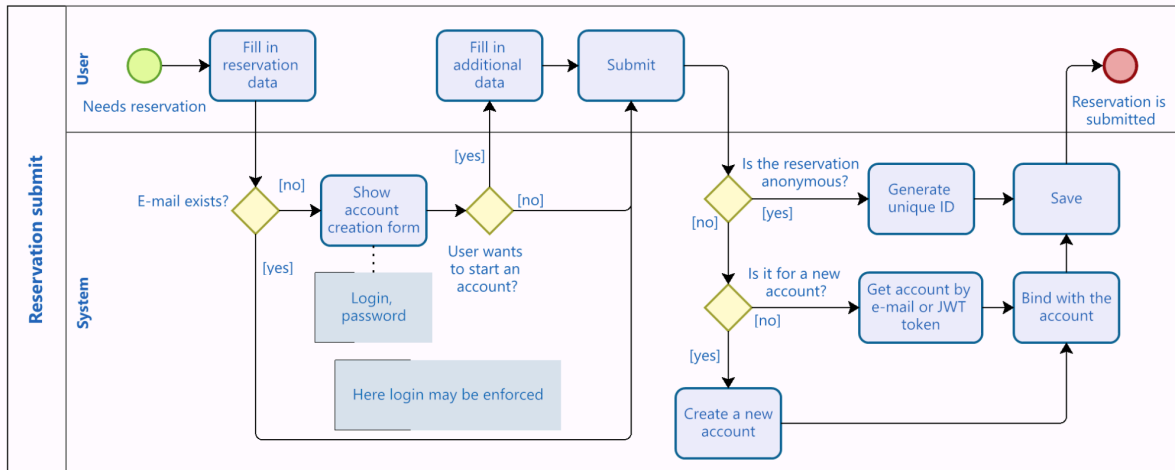 Reservation submit
User
Needs reservation
Fill in
reservation
data
Fill in
additional
data
Submit
Reservation is
submitted
System
E-mail exists?
[no]
[yes]
Show
account
creation form
Login,
password
Here login may be enforced
[yes]
[no]
User wants
to start an
account?
Is the reservation
anonymous?
[no]
[yes]
Generate
unique ID
Save
Is it for a new
account?
[no]
[yes]
Get account by
e-mail or JWT
token
Bind with the
account
Create a new
account